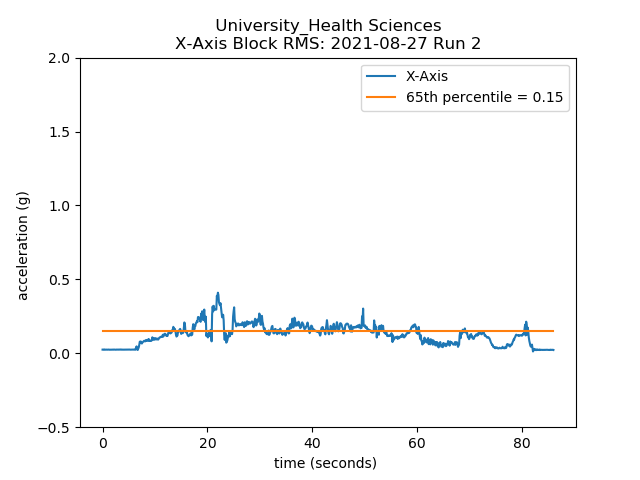 University_Health Sciences
X-Axis Block RMS: 2021-08-27 Run 2
X-Axis
65th percentile = 0.15
2.0
1.5
1.0
0.5
0.0
−0.5
acceleration (g)
0 20 40 60 80
time (seconds)